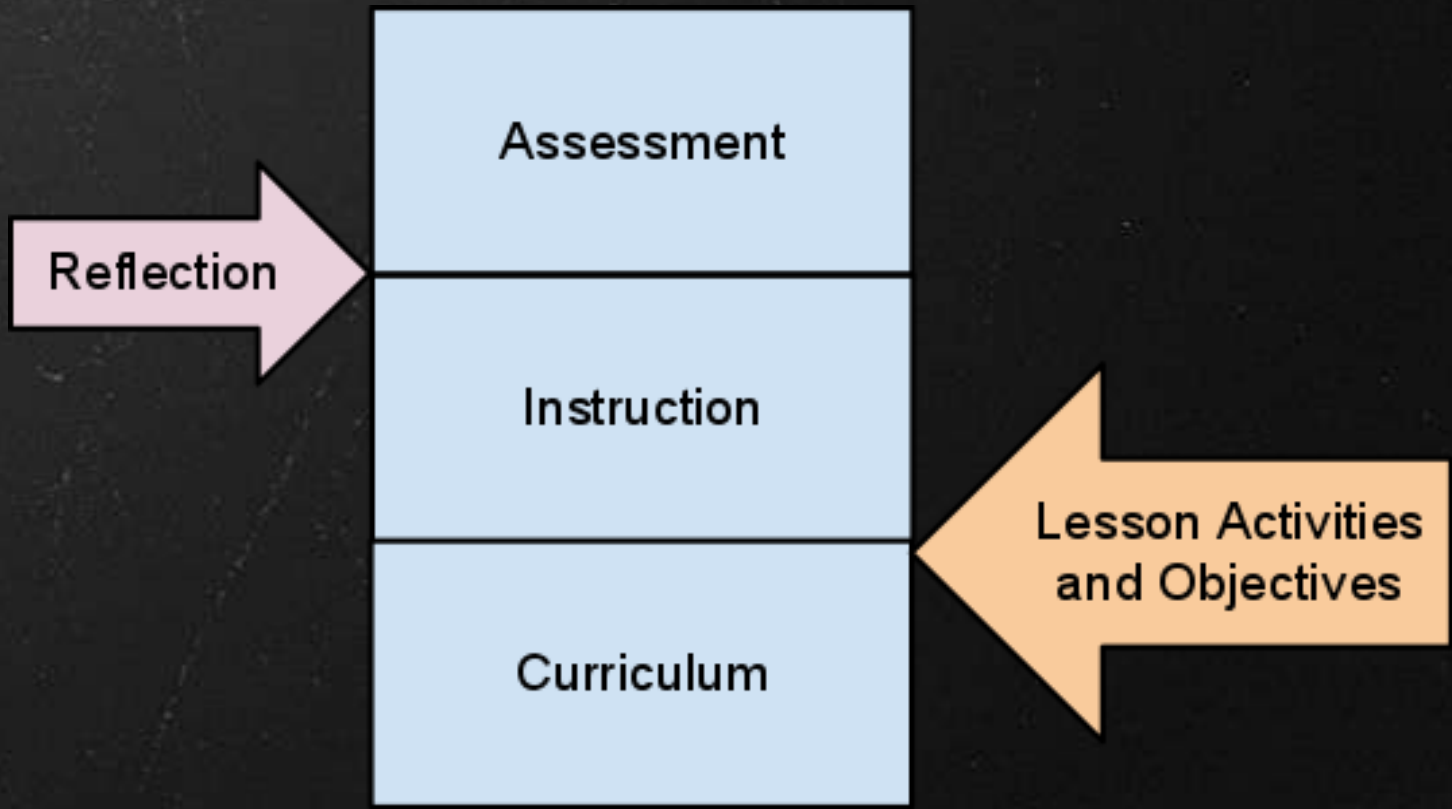 Assessment
Reflection
Instruction
Lesson Activities
and Objectives
Curriculum